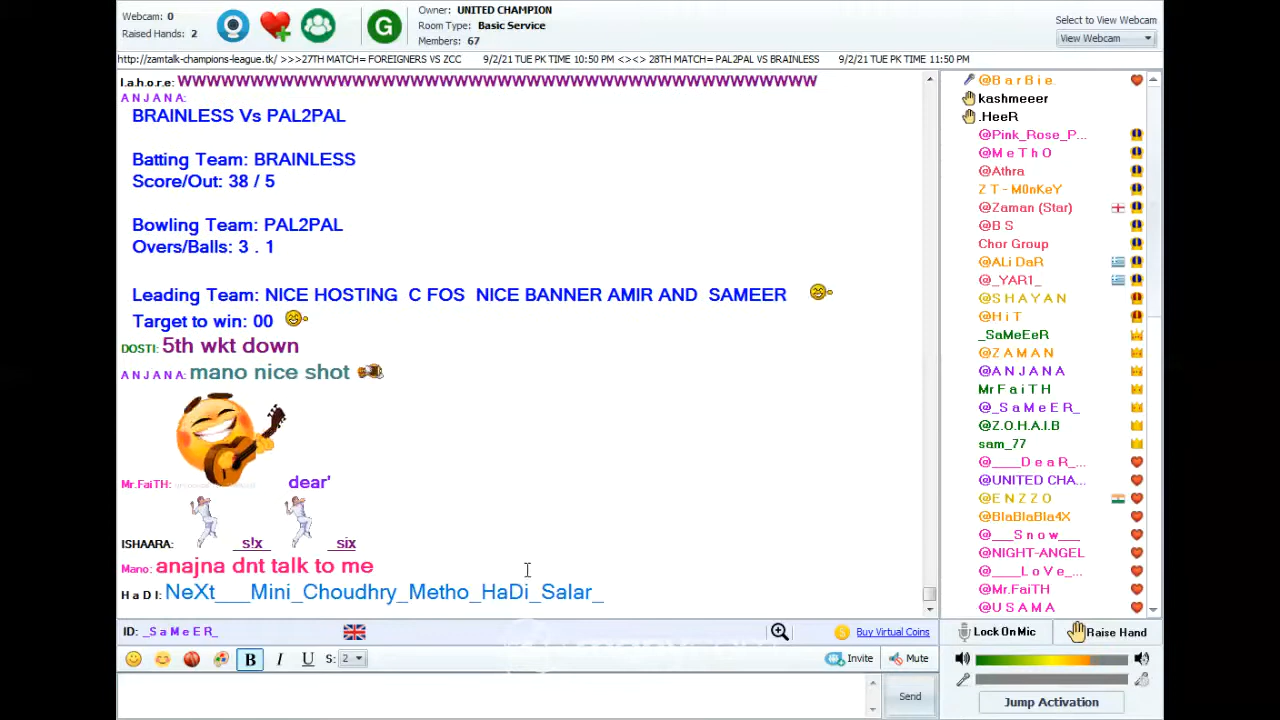 Webcam: 0
Raised Hands: 2
G
Owner: UNITED CHAMPION
Room Type: Basic Service
Members: 67
Select to View Webcam
View Webcam
http://zamtalk-champions-league.tk/ >>>27TH MATCH= FOREIGNERS VS ZCC 9/2/21 TUE PK TIME 10:50 PM <><> 28TH MATCH= PAL2PAL VS BRAINLESS 9/2/21 TUE PK TIME 11:50 PM
l.a.h.o.r.e: WWWWWWWWWWWWWWWWWWWWWWWWWWWWWWWWWWWWWWWWWWWW
A N J A N A:
BRAINLESS Vs PAL2PAL
Batting Team: BRAINLESS
Score/Out: 38 / 5
Bowling Team: PAL2PAL
Overs/Balls: 3 . 1
Leading Team: NICE HOSTING C FOS NICE BANNER AMIR AND SAMEER
Target to win: 00
DOSTI: 5th wkt down
A N J A N A: mano nice shot
Mr.FaiTH: dear'
ISHAARA: __s!x__ __six__
Mano: anajna dnt talk to me
H a D I: NeXt___Mini_Choudhry_Metho_HaDi_Salar_
@B a r B i e
kashmeeer
.HeeR
@Pink_Rose_P...
@M e T h O
@Athra
Z T - M0nKeY
@Zaman (Star)
@B S
Chor Group
@ALi DaR
@_YAR1_
@S H A Y A N
@H i T
_SaMeEeR
@Z A M A N
@A N J A N A
Mr F a i T H
@_S a M e E R_
@Z.O.H.A.I.B
sam_77
@____D e a R_...
@UNITED CHA...
@E N Z Z O
@BlaBlaBla4X
@___S n o w___
@NIGHT-ANGEL
@___L o V e_...
@Mr.FaiTH
@U S A M A
ID: _S a M e E R_
Buy Virtual Coins
Lock On Mic
Raise Hand
B I U S: 2
Invite
Mute
Send
Jump Activation